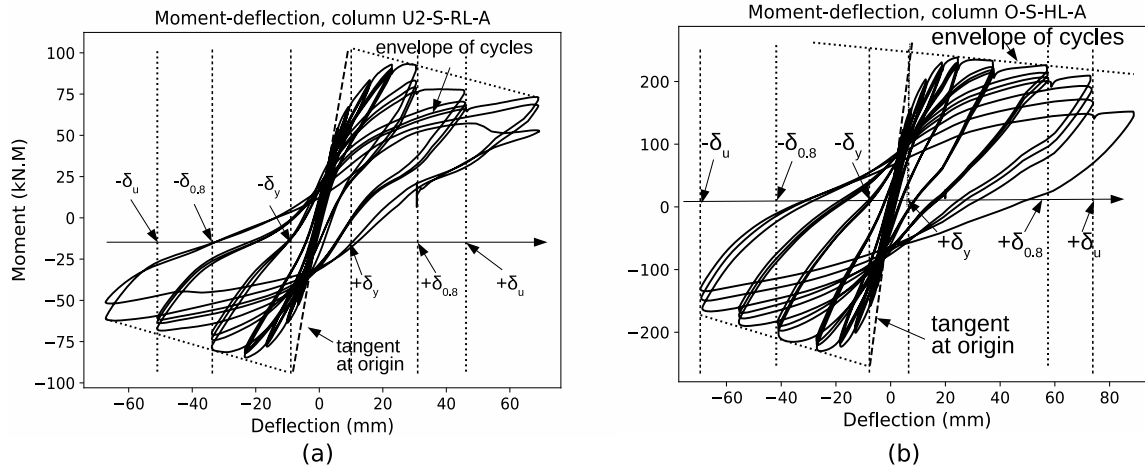 Moment-deflection, column U2-S-RL-A
100
75
50
25
0
−25
−50
−75
−100
Moment (kN.M)
envelope of cycles
-δu
-δ0.8
-δy
+δy
+δ0.8
+δu
tangent
at origin
−60
−40
−20
0
20
40
60
Deflection (mm)
(a)
Moment-deflection, column O-S-HL-A
200
100
0
−100
−200
envelope of cycles
-δu
-δ0.8
-δy
+δy
+δ0.8
+δu
tangent
at origin
−60
−40
−20
0
20
40
60
80
Deflection (mm)
(b)